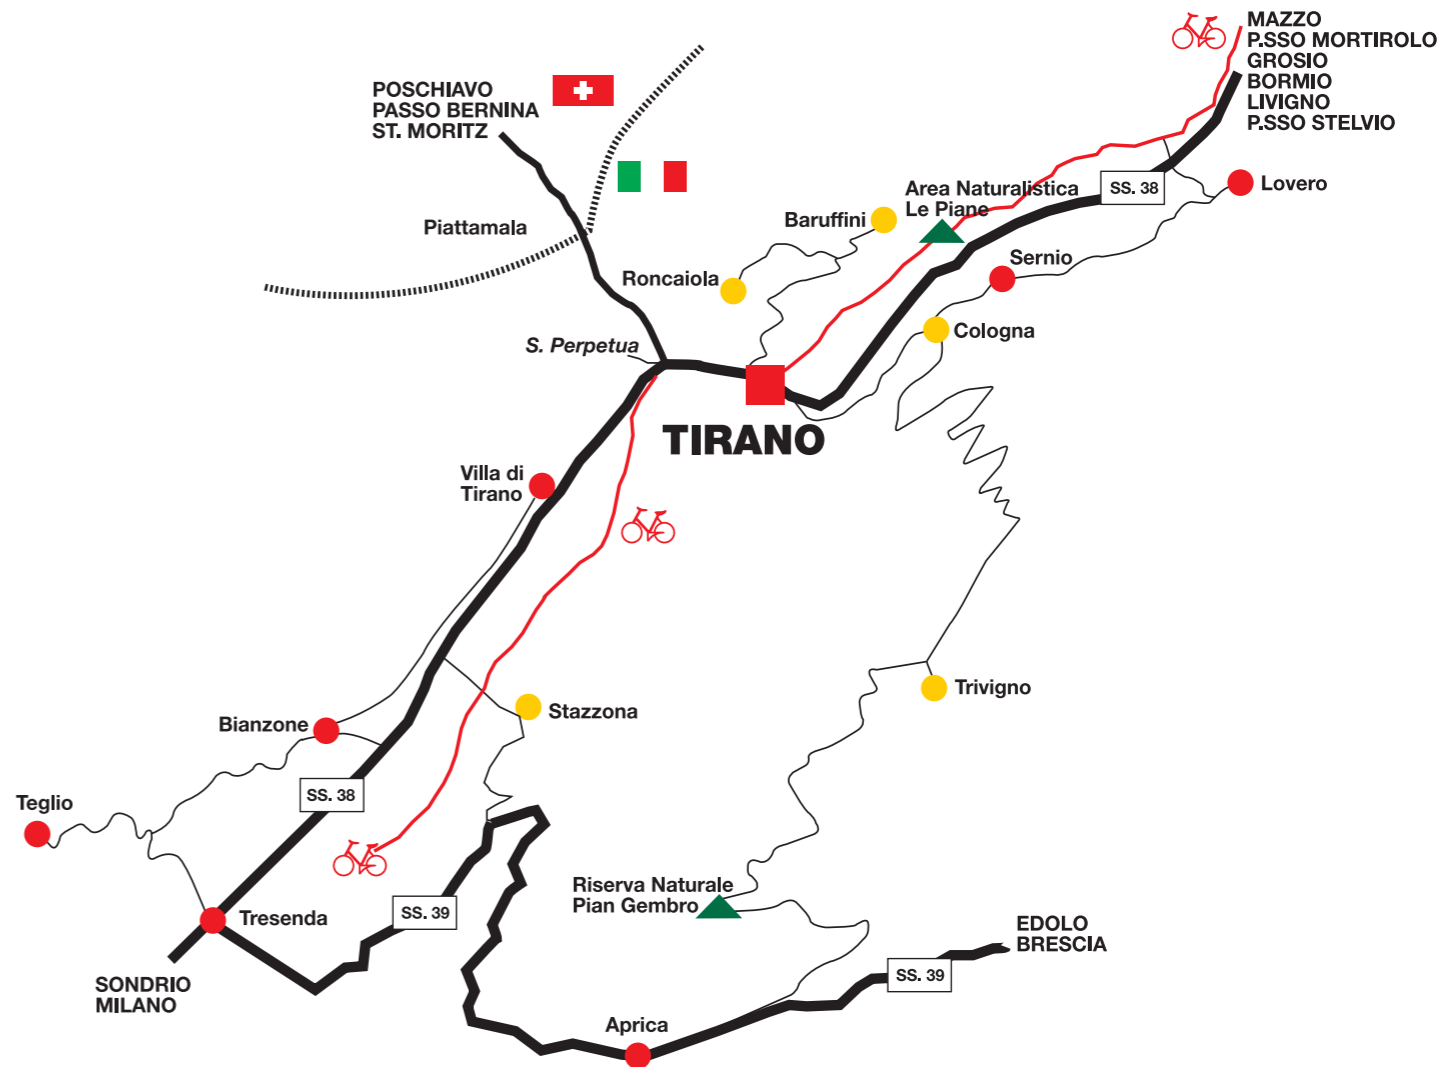 MAZZO
P.SSO MORTIROLO
GROSIO
BORMIO
LIVIGNO
P.SSO STELVIO
POSCHIAVO
PASSO BERNINA
ST. MORITZ
Piattamala
Area Naturalistica
Le Piane
SS. 38
Lovero
Baruffini
Roncaiola
Sernio
Cologna
S. Perpetua
TIRANO
Villa di
Tirano
Trivigno
Stazzona
Bianzone
SS. 38
Teglio
Riserva Naturale
Pian Gembro
SS. 39
Tresenda
EDOLO
BRESCIA
SS. 39
SONDRIO
MILANO
Aprica